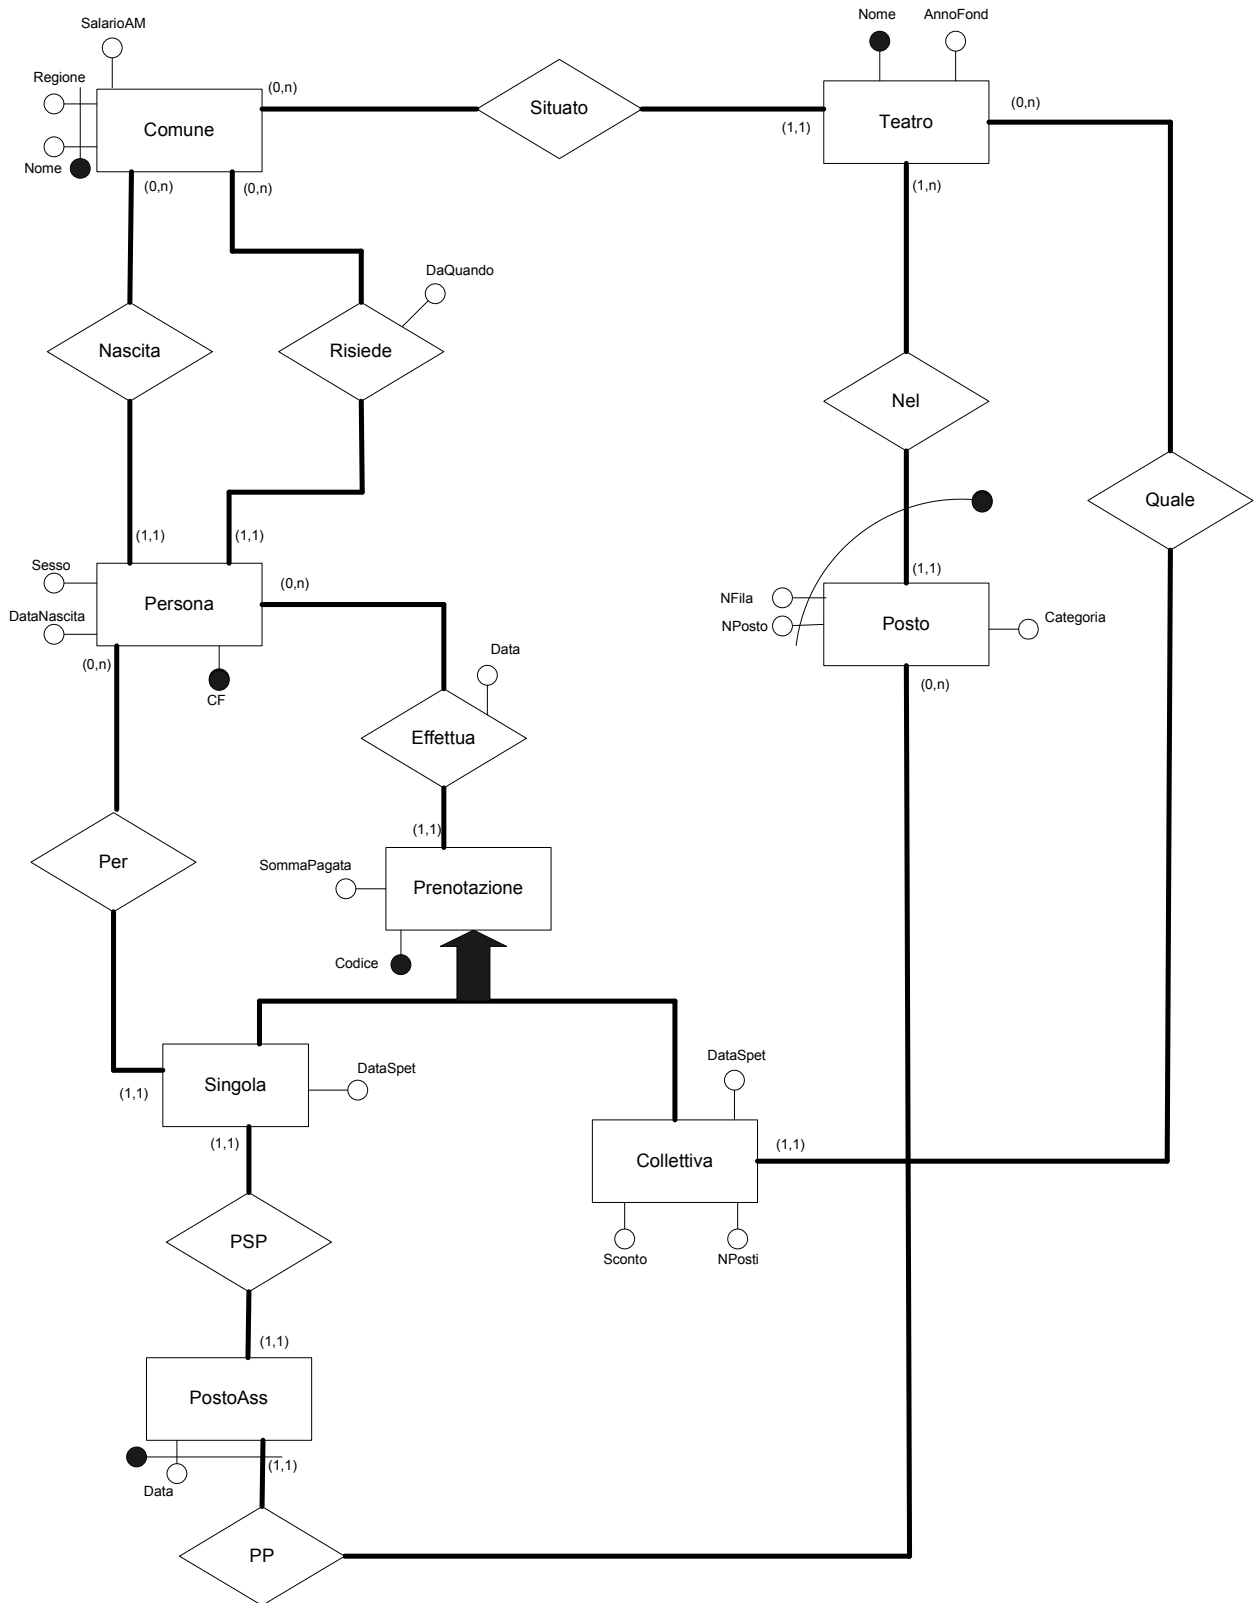 SalarioAM
Nome
AnnoFond
Regione
(0,n)
Situato
(0,n)
Comune
Teatro
(1,1)
Nome
(0,n)
(0,n)
(1,n)
DaQuando
Nascita
Risiede
Nel
Quale
(1,1)
(1,1)
Sesso
(0,n)
(1,1)
Persona
NFila
Posto
Categoria
DataNascita
NPosto
(0,n)
CF
Data
(0,n)
Effettua
(1,1)
Per
SommaPagata
Prenotazione
Codice
DataSpet
DataSpet
Singola
(1,1)
(1,1)
(1,1)
Collettiva
PSP
Sconto
NPosti
(1,1)
PostoAss
(1,1)
Data
PP